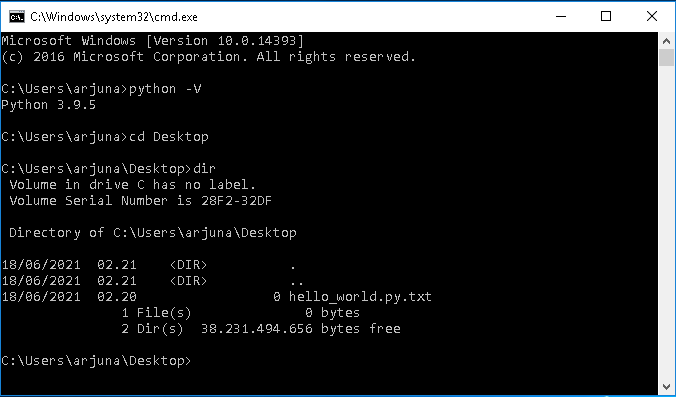 C:\Windows\system32\cmd.exe
Microsoft Windows [Version 10.0.14393]
(c) 2016 Microsoft Corporation. All rights reserved.
C:\Users\arjuna>python -V
Python 3.9.5
C:\Users\arjuna>cd Desktop
C:\Users\arjuna\Desktop>dir
 Volume in drive C has no label.
 Volume Serial Number is 28F2-32DF
 Directory of C:\Users\arjuna\Desktop
18/06/2021  02.21    <DIR>          .
18/06/2021  02.21    <DIR>          ..
18/06/2021  02.20                 0 hello_world.py.txt
               1 File(s)              0 bytes
               2 Dir(s)  38.231.494.656 bytes free
C:\Users\arjuna\Desktop>